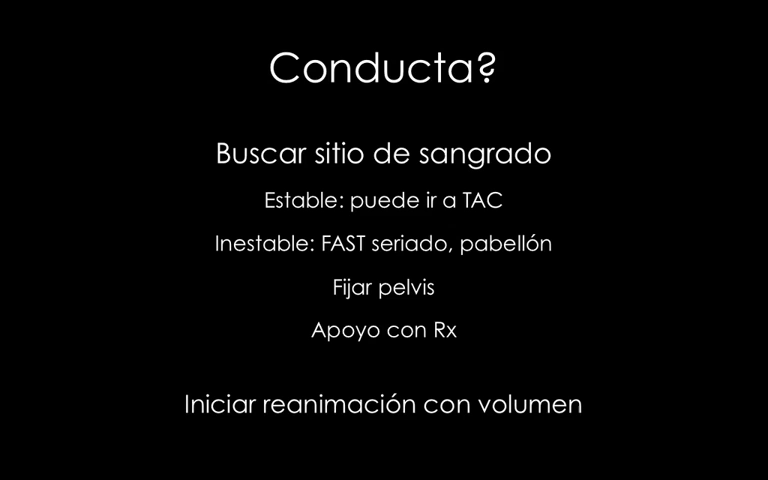 Conducta?
Buscar sitio de sangrado
Estable: puede ir a TAC
Inestable: FAST seriado, pabellón
Fijar pelvis
Apoyo con Rx
Iniciar reanimación con volumen